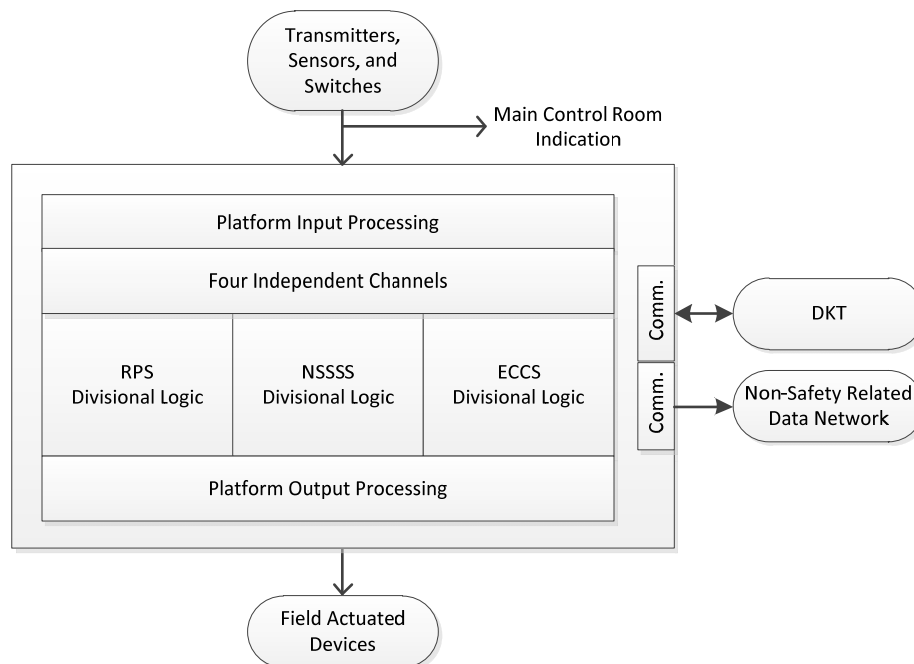 Transmitters,
Sensors, and
Switches
Main Control Room
Indication
Platform Input Processing
Four Independent Channels
RPS
Divisional Logic
NSSSS
Divisional Logic
ECCS
Divisional Logic
Platform Output Processing
Comm.
Comm.
DKT
Non-Safety Related
Data Network
Field Actuated
Devices